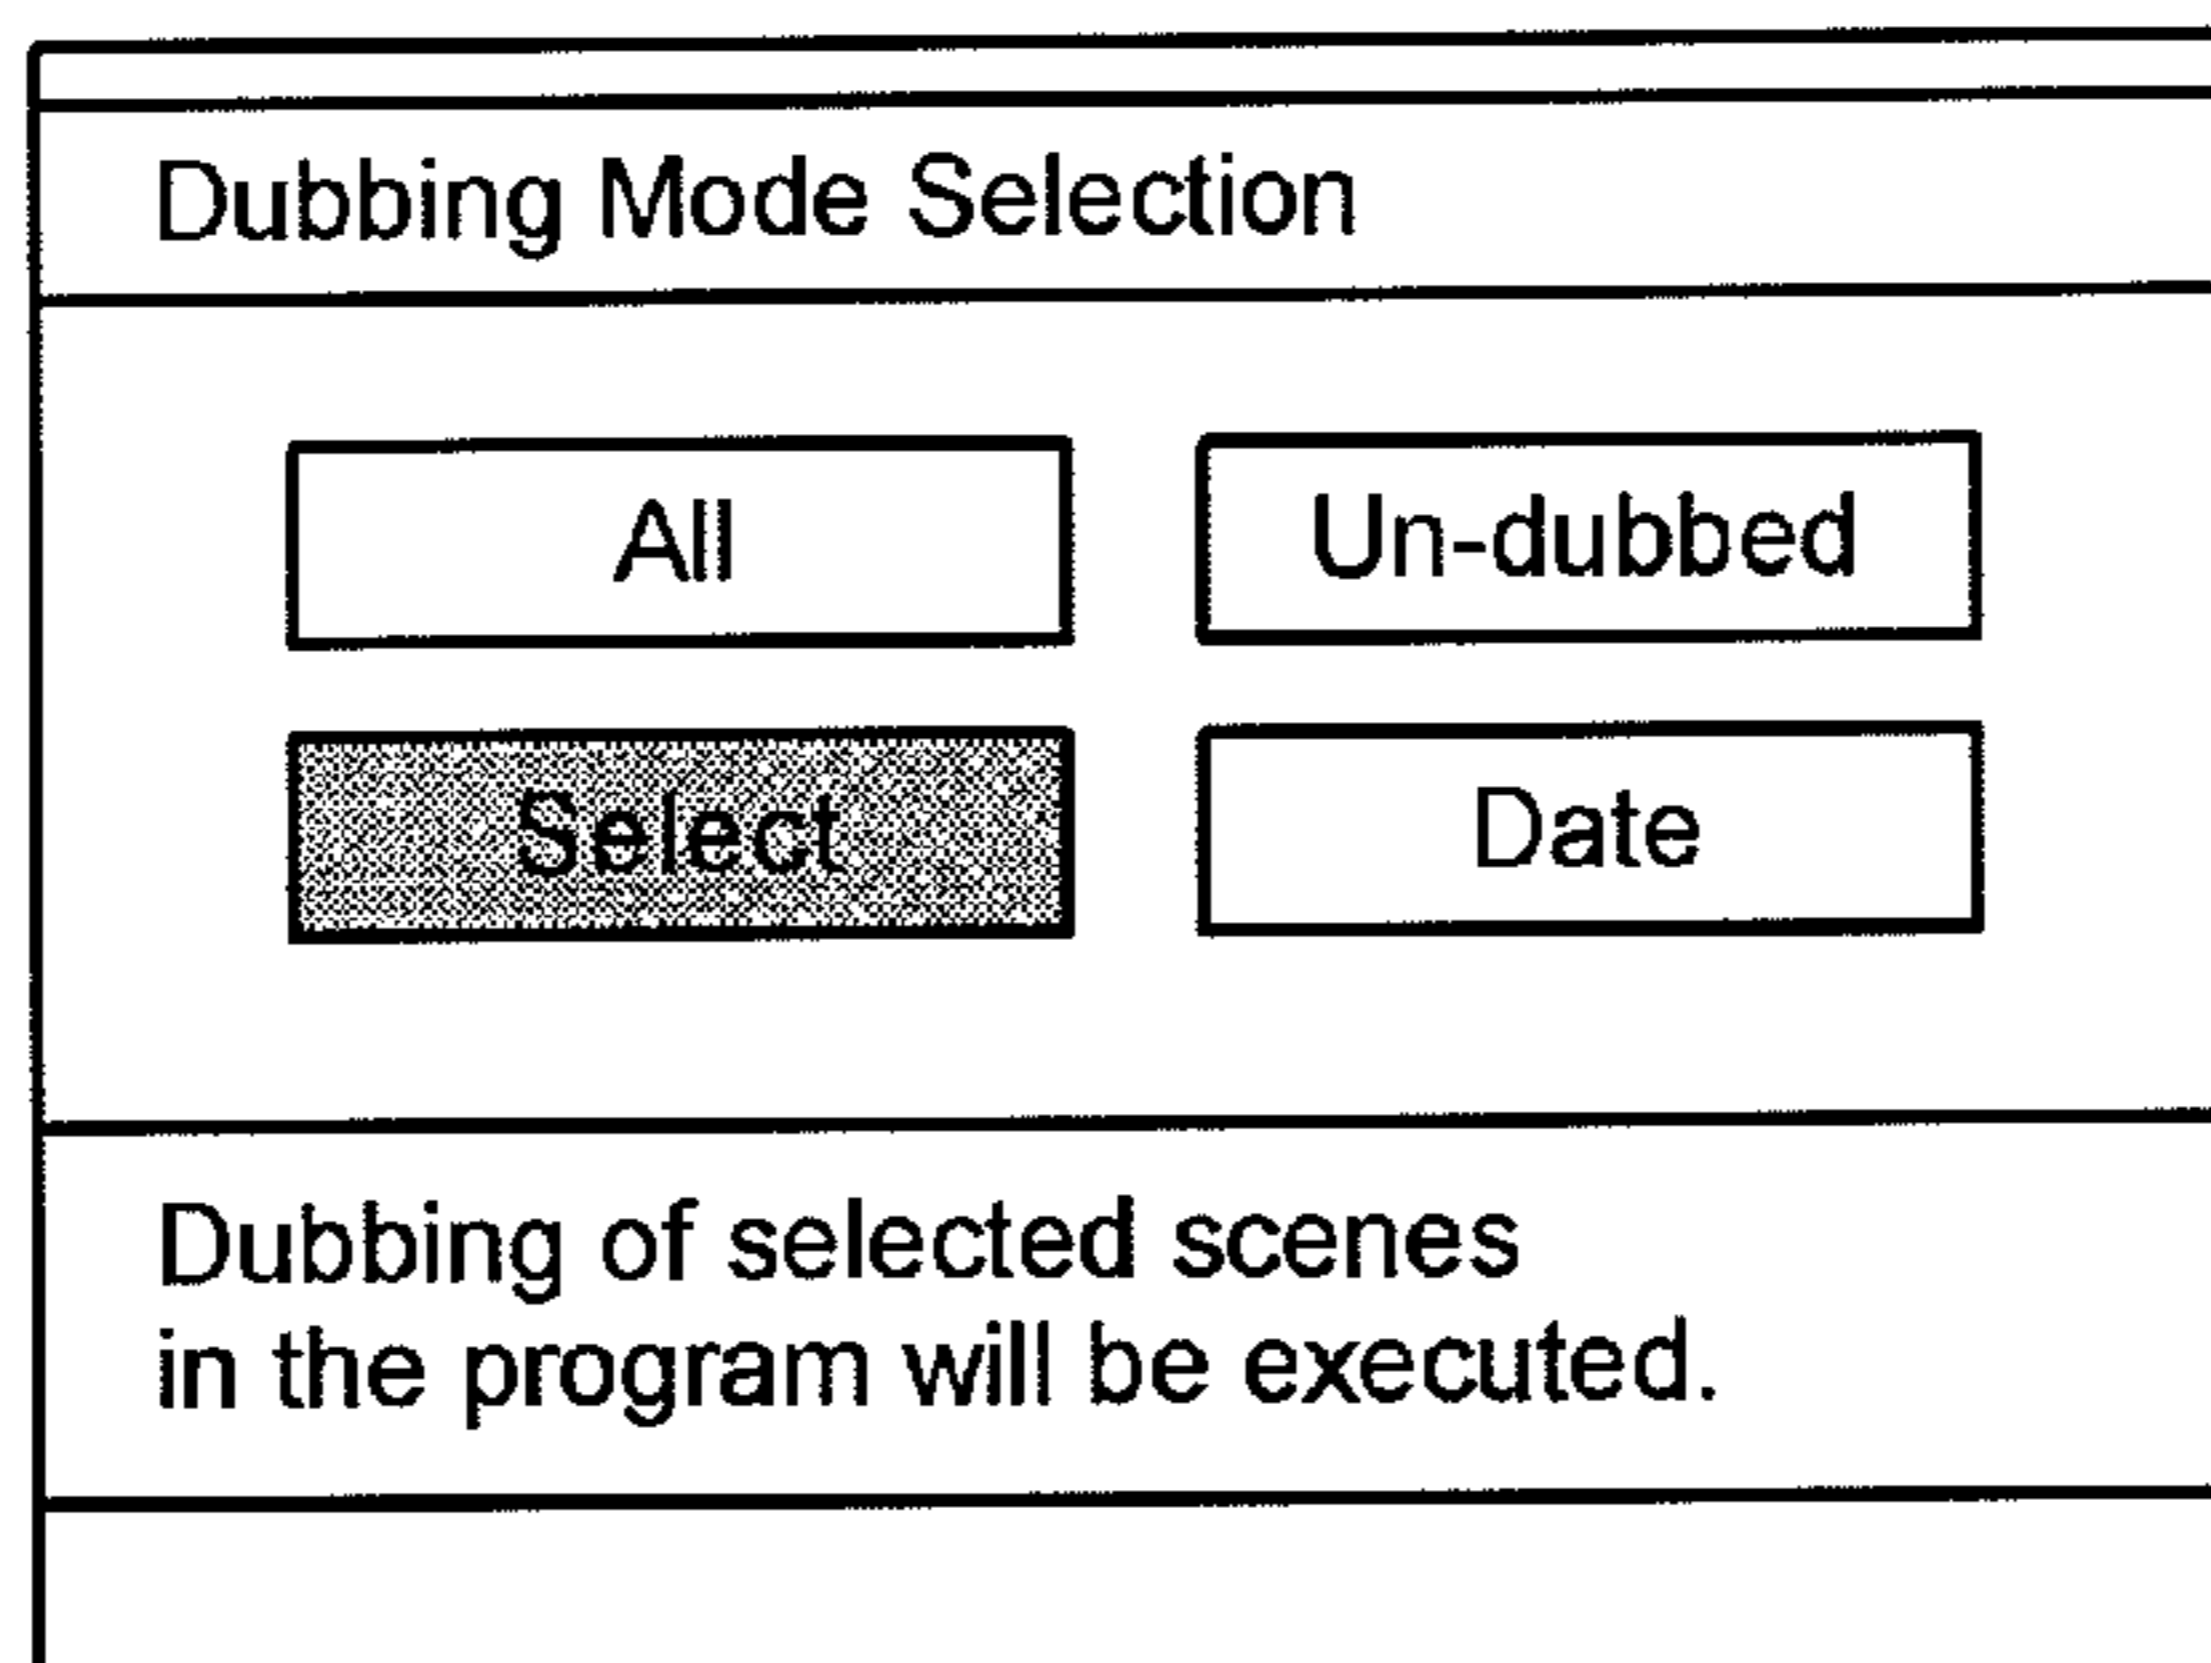 Dubbing Mode Selection
All
Un-dubbed
Select
Date
Dubbing of selected scenes
in the program will be executed.